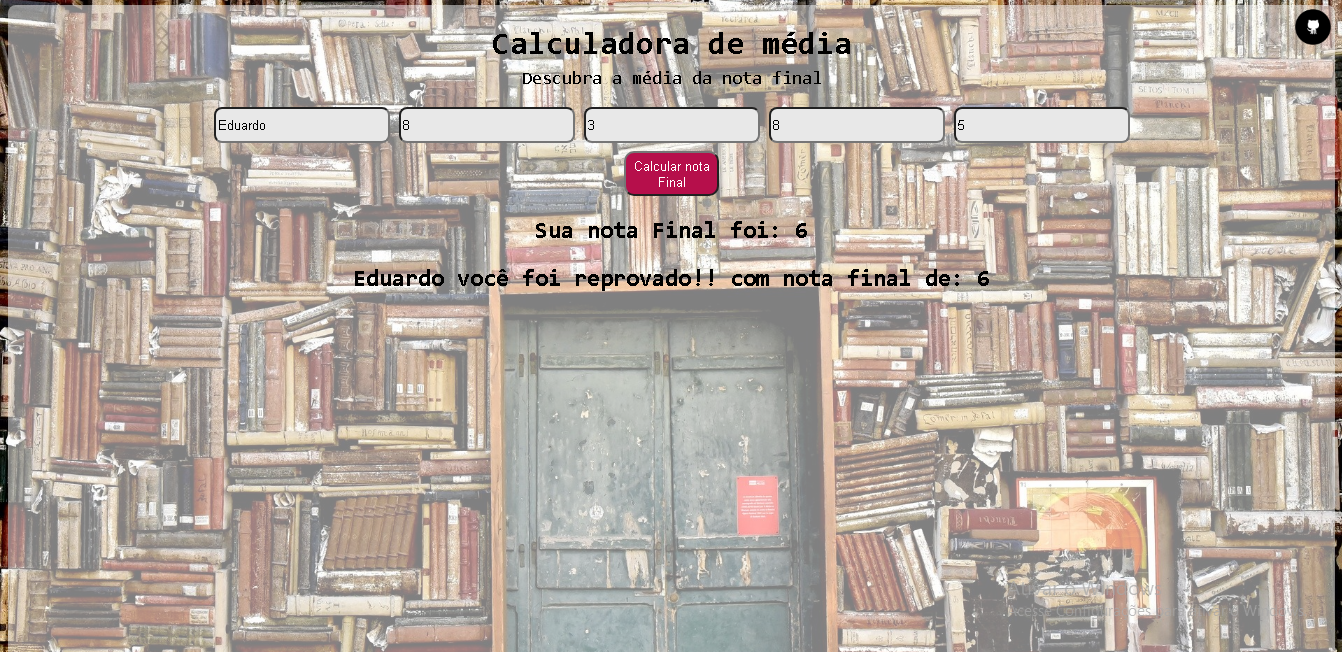 Calculadora de média
Descubra a média da nota final
Eduardo 8 3 8 5
Calcular nota
Final
Sua nota Final foi: 6
Eduardo você foi reprovado!! com nota final de: 6